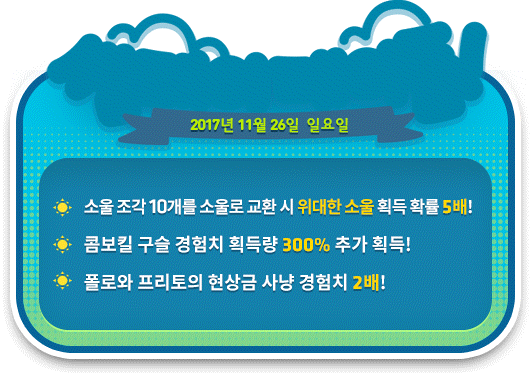 2017년 11월 26일 일요일
소울 조각 10개를 소울로 교환 시 위대한 소울 획득 확률 5배!
콤보킬 구슬 경험치 획득량 300% 추가 획득!
폴로와 프리토의 현상금 사냥 경험치 2배!